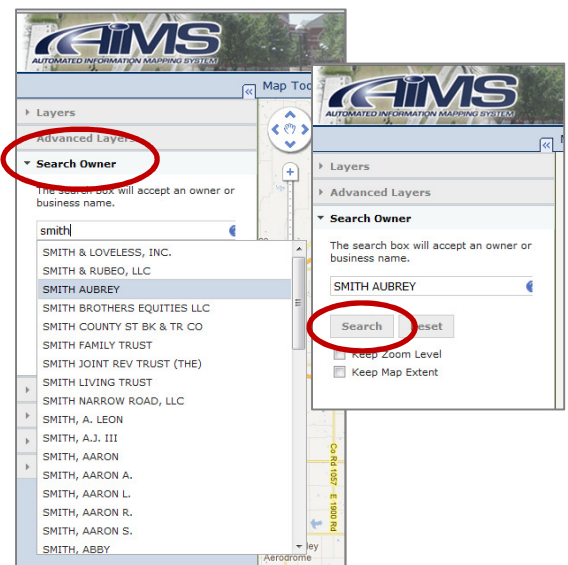 AIMS
AUTOMATED INFORMATION MAPPING SYSTEM
Map Too
Layers
Advanced Layers
Search Owner
The search box will accept an owner or
business name.
smith
SMITH & LOVELESS, INC.
SMITH & RUBEO, LLC
SMITH AUBREY
SMITH BROTHERS EQUITIES LLC
SMITH COUNTY ST BK & TR CO
SMITH FAMILY TRUST
SMITH JOINT REV TRUST (THE)
SMITH LIVING TRUST
SMITH NARROW ROAD, LLC
SMITH, A. LEON
SMITH, A.J. III
SMITH, AARON
SMITH, AARON A.
SMITH, AARON L.
SMITH, AARON R.
SMITH, AARON S.
SMITH, ABBY
Co Rd 1057 - E 1900 Rd
ley
Aerodrome
AIMS
AUTOMATED INFORMATION MAPPING SYSTEM
Layers
Advanced Layers
Search Owner
The search box will accept an owner or
business name.
SMITH AUBREY
Search Reset
Keep Zoom Level
Keep Map Extent